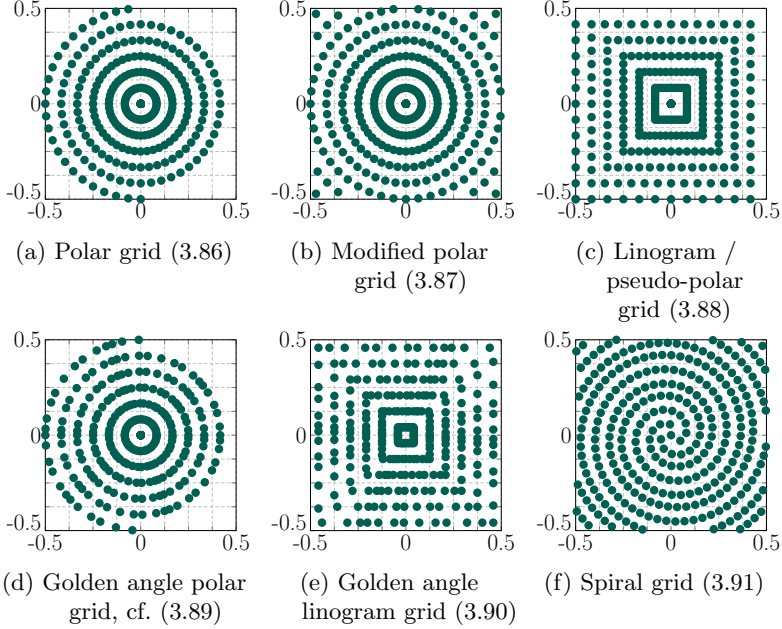 0.5
0
-0.5
-0.5 0 0.5
(a) Polar grid (3.86)
0.5
0
-0.5
-0.5 0 0.5
(b) Modified polar
grid (3.87)
0.5
0
-0.5
-0.5 0 0.5
(c) Linogram /
pseudo-polar
grid (3.88)
0.5
0
-0.5
-0.5 0 0.5
(d) Golden angle polar
grid, cf. (3.89)
0.5
0
-0.5
-0.5 0 0.5
(e) Golden angle
linogram grid (3.90)
0.5
0
-0.5
-0.5 0 0.5
(f) Spiral grid (3.91)